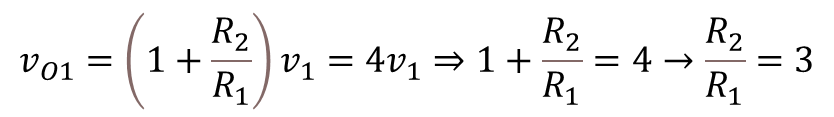 v_{O1} = (1 + R_2/R_1) v_1 = 4v_1 ⇒ 1 + R_2/R_1 = 4 → R_2/R_1 = 3